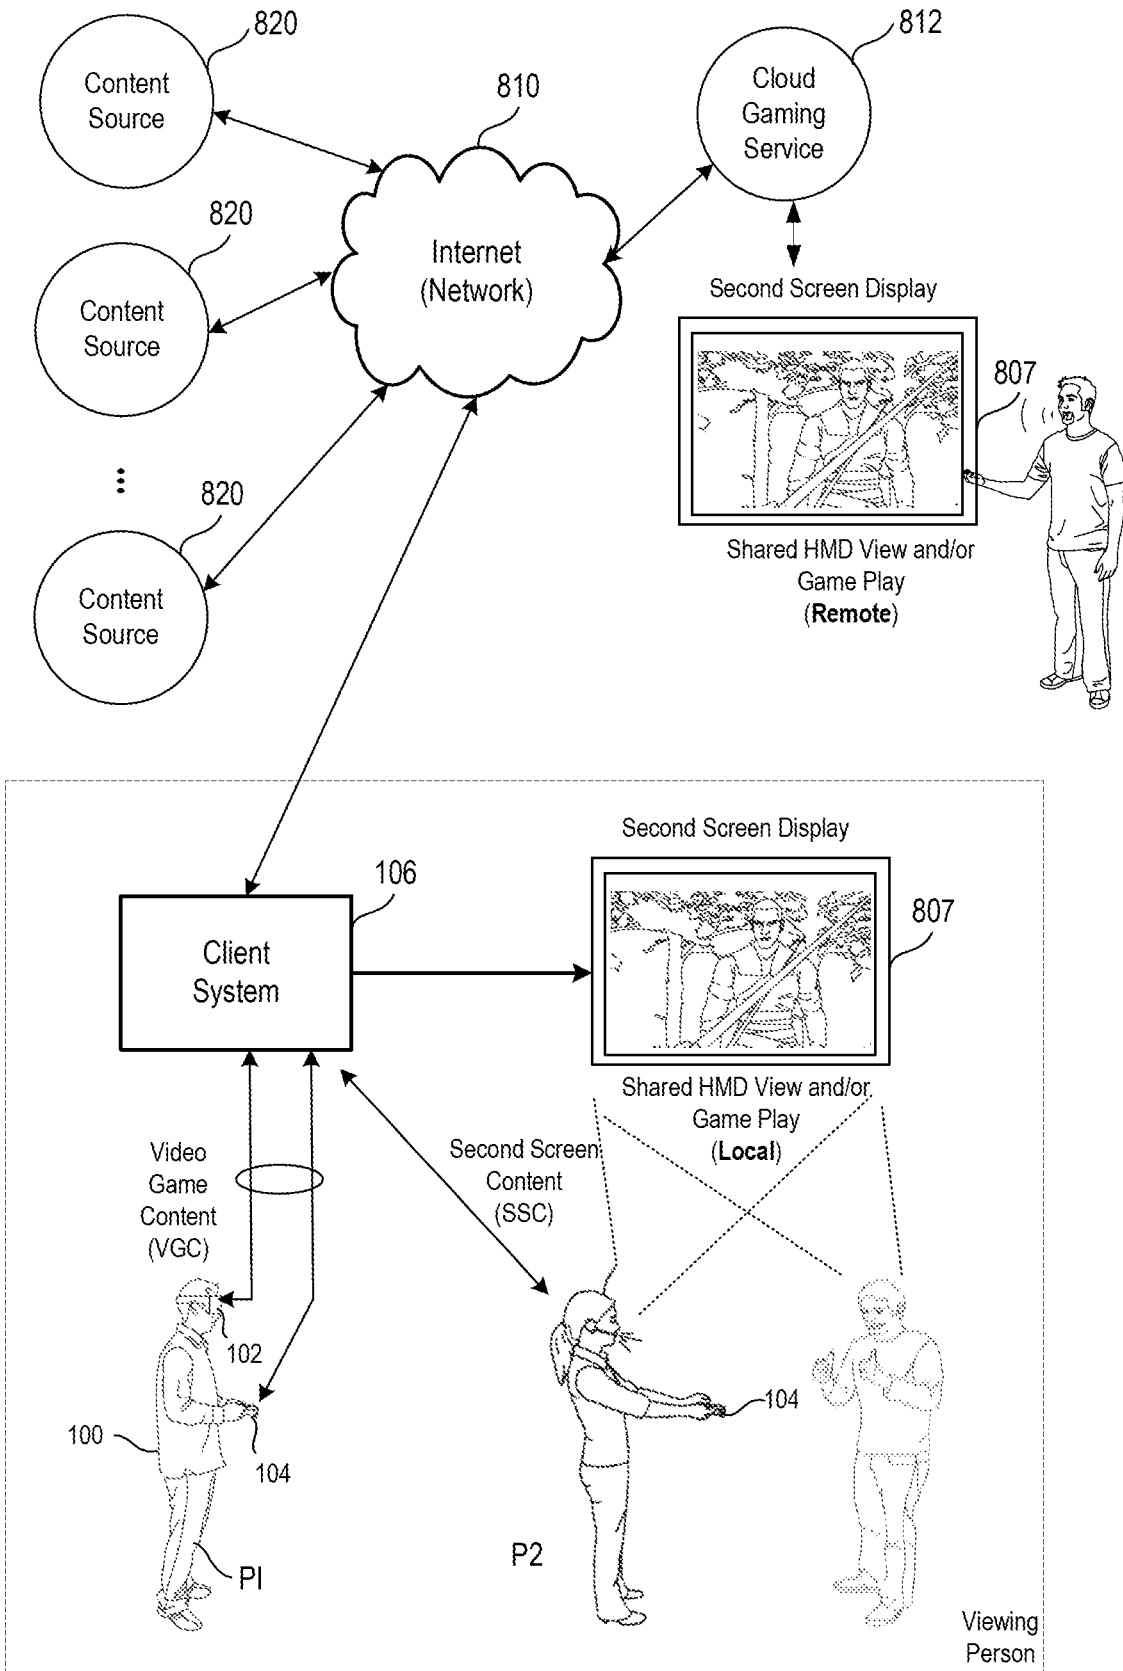 820
Content
Source
810
812
Cloud
Gaming
Service
820
Content
Source
Internet
(Network)
Second Screen Display
807
820
Content
Source
Shared HMD View and/or
Game Play
(Remote)
Second Screen Display
106
Client
System
807
Shared HMD View and/or
Game Play
(Local)
Video
Game
Content
(VGC)
Second Screen
Content
(SSC)
102
104
100
104
PI
P2
Viewing
Person